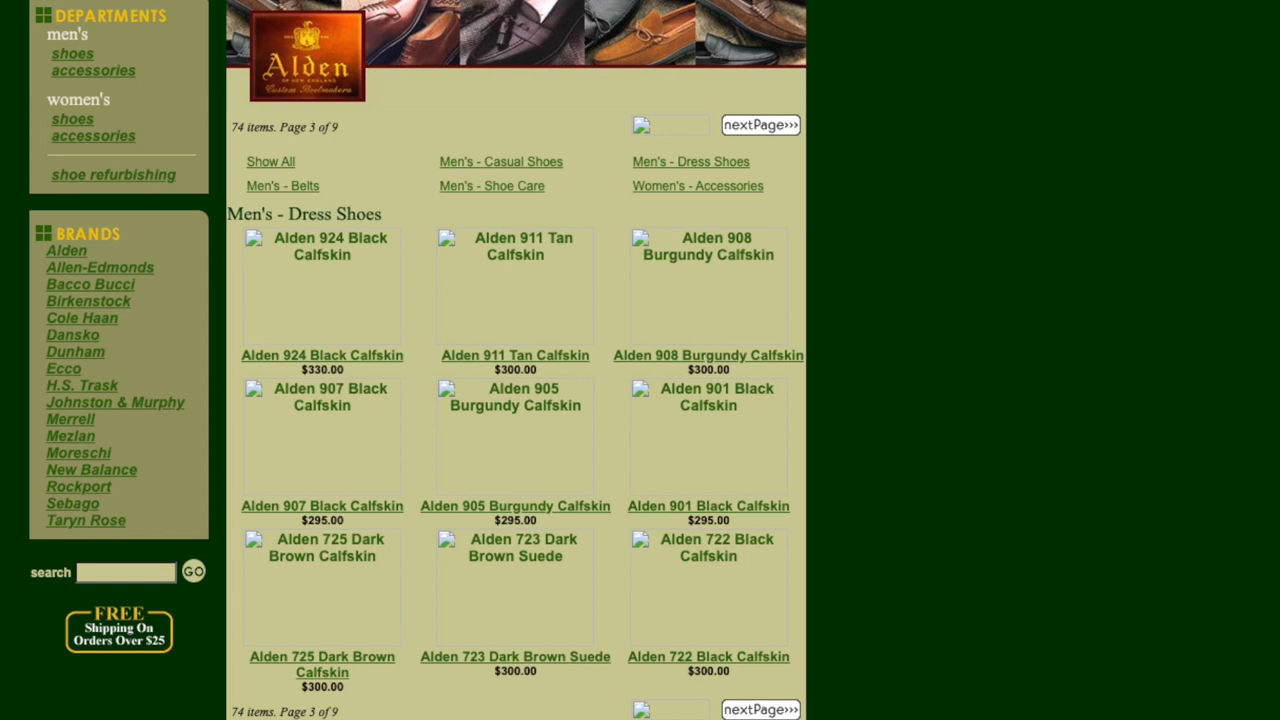 DEPARTMENTS
men's
shoes
accessories
women's
shoes
accessories
shoe refurbishing
BRANDS
Alden
Allen-Edmonds
Bacco Bucci
Birkenstock
Cole Haan
Dansko
Dunham
Ecco
H.S. Trask
Johnston & Murphy
Merrell
Mezlan
Moreschi
New Balance
Rockport
Sebago
Taryn Rose
search GO
FREE
Shipping On
Orders Over $25
Alden
OF NEW ENGLAND
Custom Bootmakers
74 items. Page 3 of 9 nextPage›››
Show All Men's - Casual Shoes Men's - Dress Shoes
Men's - Belts Men's - Shoe Care Women's - Accessories
Men's - Dress Shoes
Alden 924 Black Alden 911 Tan Alden 908
Calfskin Calfskin Burgundy Calfskin
Alden 924 Black Calfskin Alden 911 Tan Calfskin Alden 908 Burgundy Calfskin
$330.00 $300.00 $300.00
Alden 907 Black Alden 905 Alden 901 Black
Calfskin Burgundy Calfskin Calfskin
Alden 907 Black Calfskin Alden 905 Burgundy Calfskin Alden 901 Black Calfskin
$295.00 $295.00 $295.00
Alden 725 Dark Alden 723 Dark Alden 722 Black
Brown Calfskin Brown Suede Calfskin
Alden 725 Dark Brown Alden 723 Dark Brown Suede Alden 722 Black Calfskin
Calfskin $300.00 $300.00
$300.00
74 items. Page 3 of 9 nextPage›››